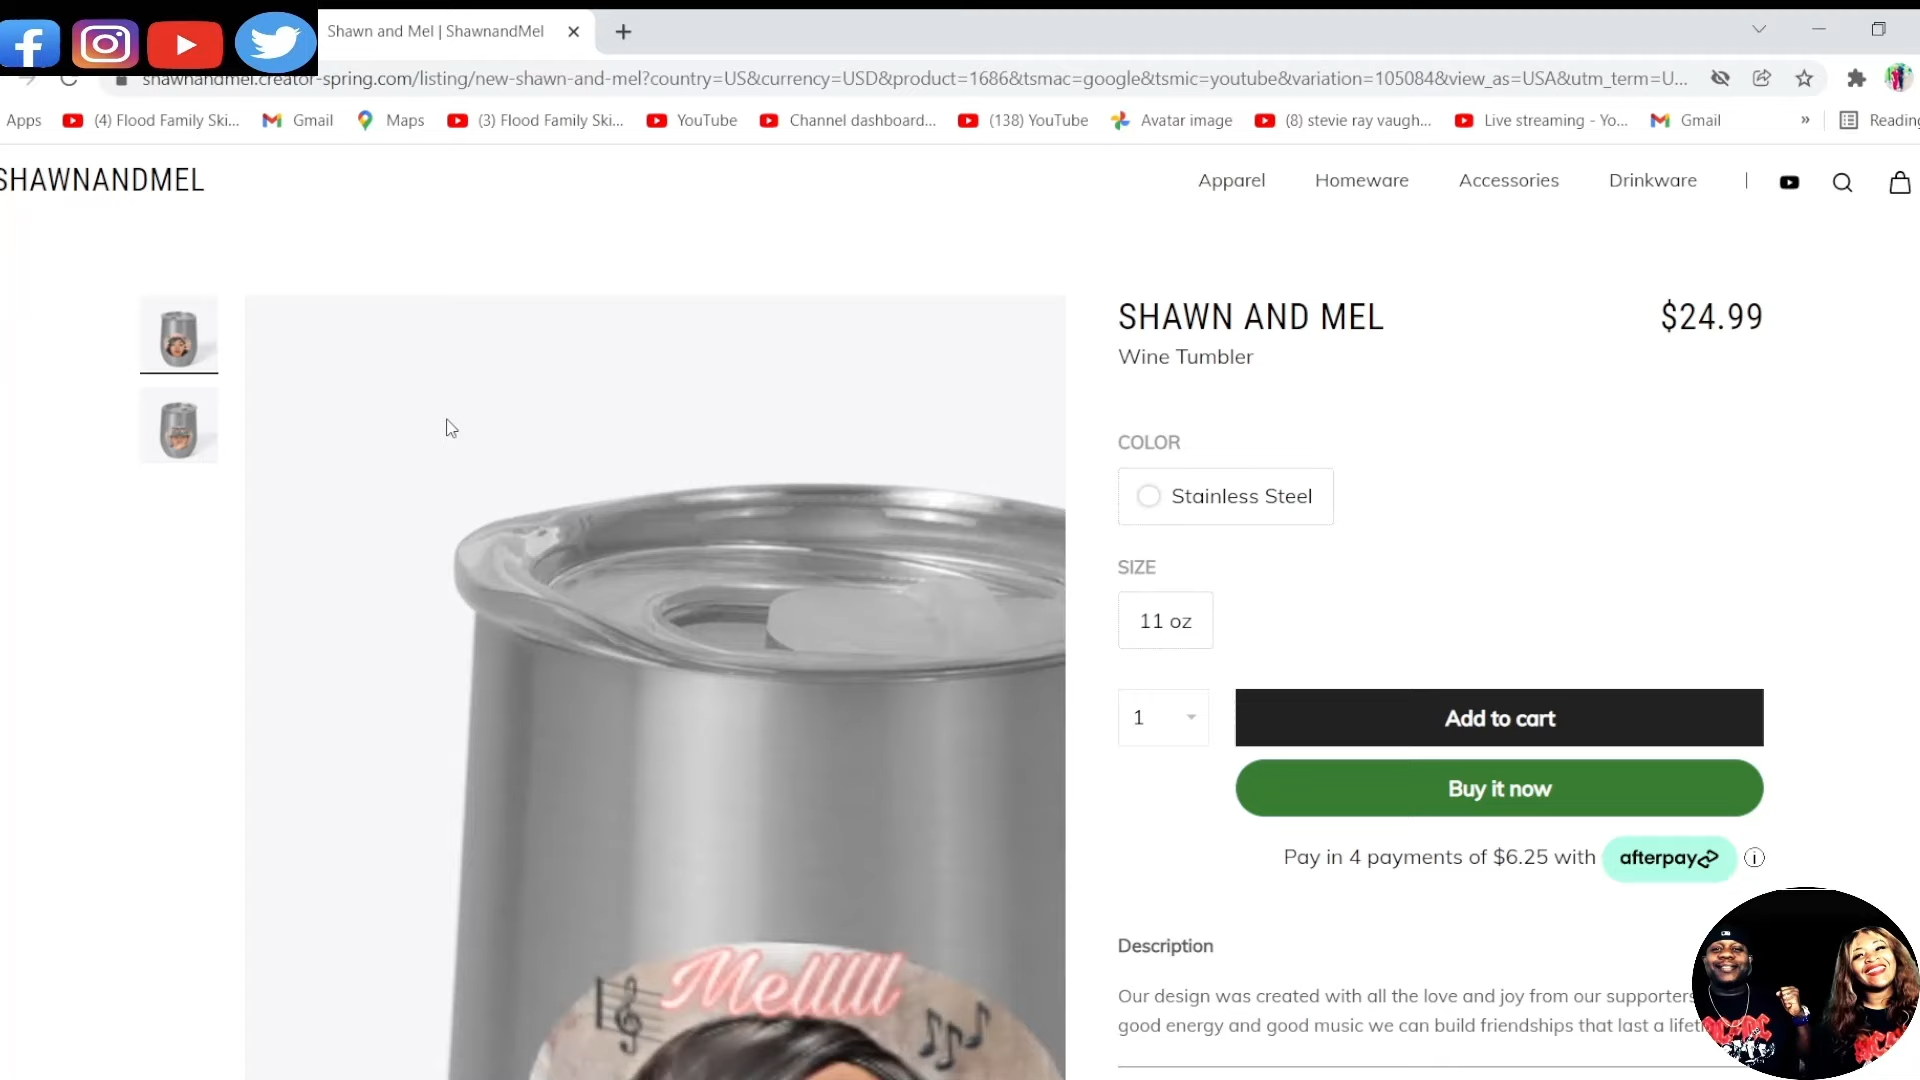 Shawn and Mel | ShawnandMel
shawnandmel.creator-spring.com/listing/new-shawn-and-mel?country=US&currency=USD&product=1686&tsmac=google&tsmic=youtube&variation=105084&view_as=USA&utm_term=U...
Apps (4) Flood Family Ski... Gmail Maps (3) Flood Family Ski... YouTube Channel dashboard... (138) YouTube Avatar image (8) stevie ray vaugh... Live streaming - Yo... Gmail » Reading
SHAWNANDMEL
Apparel Homeware Accessories Drinkware |
SHAWN AND MEL $24.99
Wine Tumbler
COLOR
Stainless Steel
SIZE
11 oz
1 Add to cart
Buy it now
Pay in 4 payments of $6.25 with afterpay
Description
Our design was created with all the love and joy from our supporters
good energy and good music we can build friendships that last a lifet
Melllll